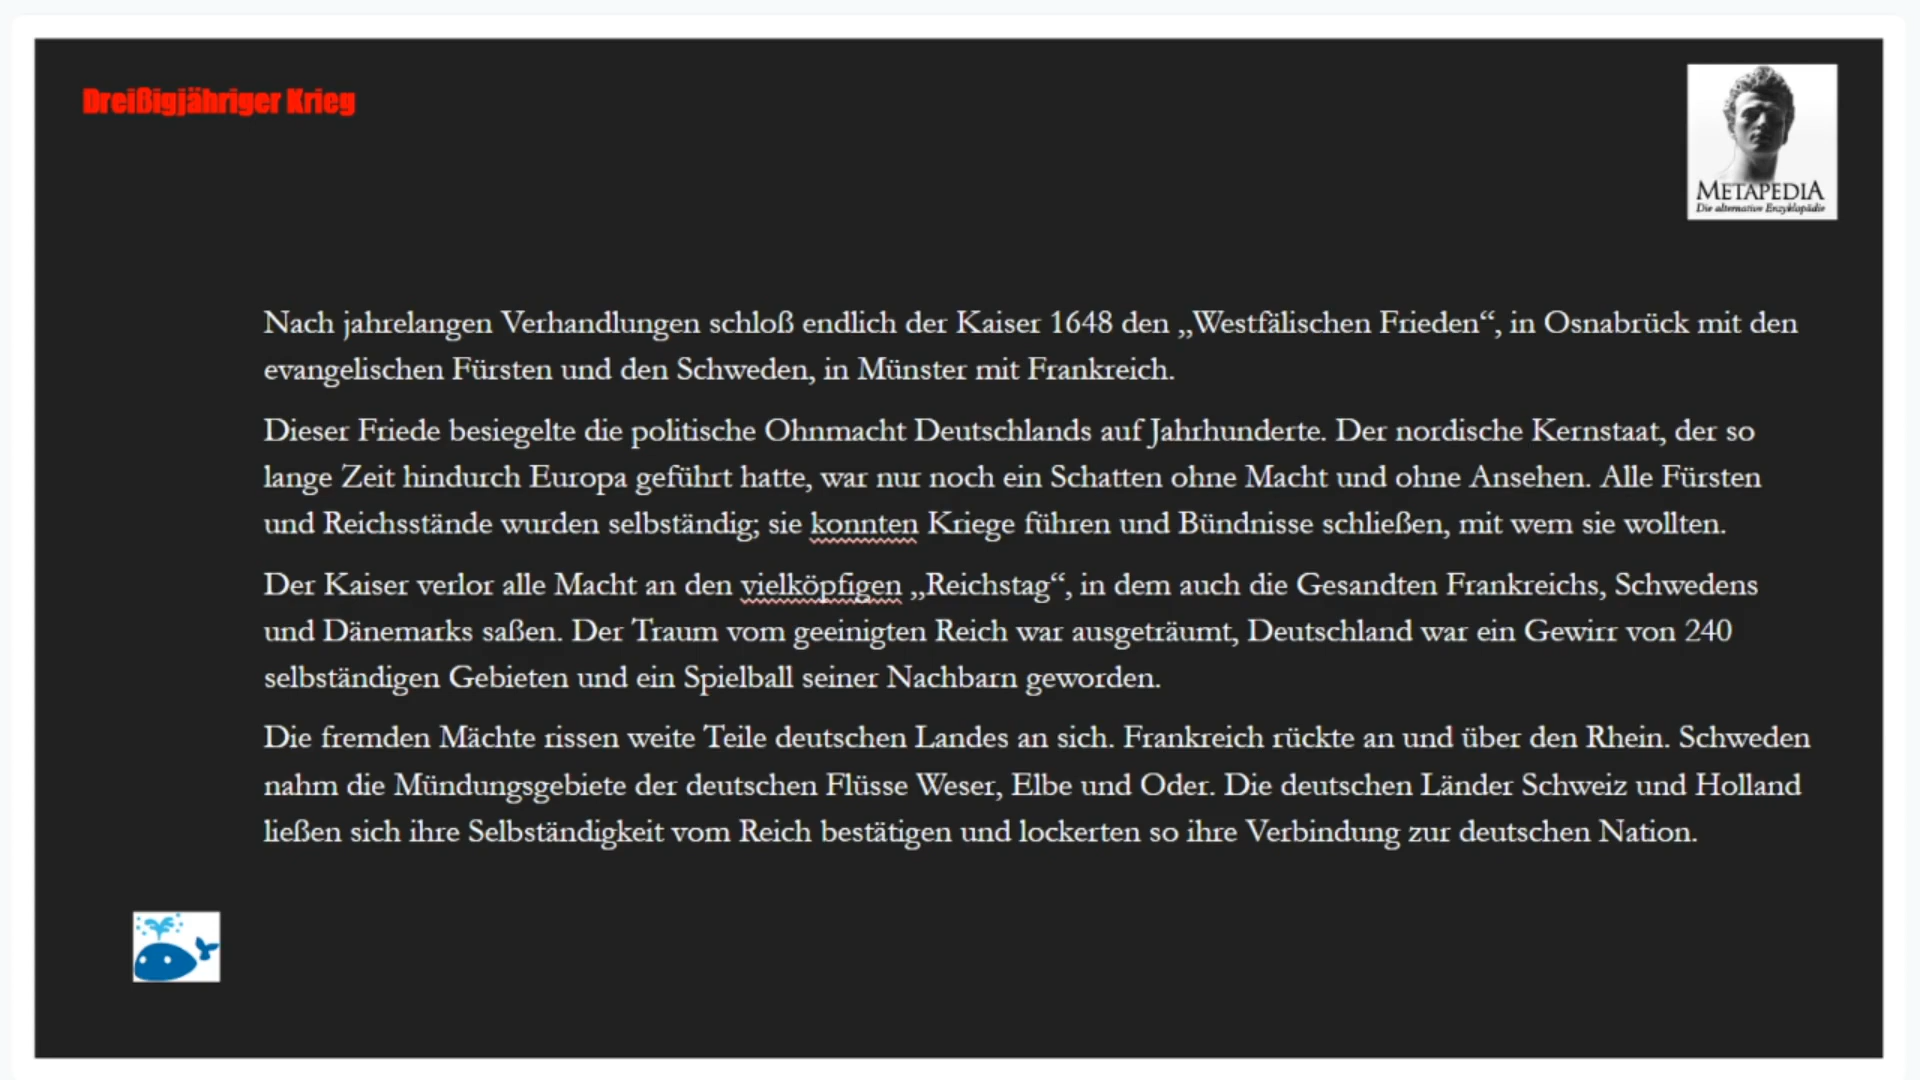 Dreißigjähriger Krieg
METAPEDIA
Die alternative Enzyklopädie
Nach jahrelangen Verhandlungen schloß endlich der Kaiser 1648 den „Westfälischen Frieden“, in Osnabrück mit den
evangelischen Fürsten und den Schweden, in Münster mit Frankreich.
Dieser Friede besiegelte die politische Ohnmacht Deutschlands auf Jahrhunderte. Der nordische Kernstaat, der so
lange Zeit hindurch Europa geführt hatte, war nur noch ein Schatten ohne Macht und ohne Ansehen. Alle Fürsten
und Reichsstände wurden selbständig; sie konnten Kriege führen und Bündnisse schließen, mit wem sie wollten.
Der Kaiser verlor alle Macht an den vielköpfigen „Reichstag“, in dem auch die Gesandten Frankreichs, Schwedens
und Dänemarks saßen. Der Traum vom geeinigten Reich war ausgeträumt, Deutschland war ein Gewirr von 240
selbständigen Gebieten und ein Spielball seiner Nachbarn geworden.
Die fremden Mächte rissen weite Teile deutschen Landes an sich. Frankreich rückte an und über den Rhein. Schweden
nahm die Mündungsgebiete der deutschen Flüsse Weser, Elbe und Oder. Die deutschen Länder Schweiz und Holland
ließen sich ihre Selbständigkeit vom Reich bestätigen und lockerten so ihre Verbindung zur deutschen Nation.